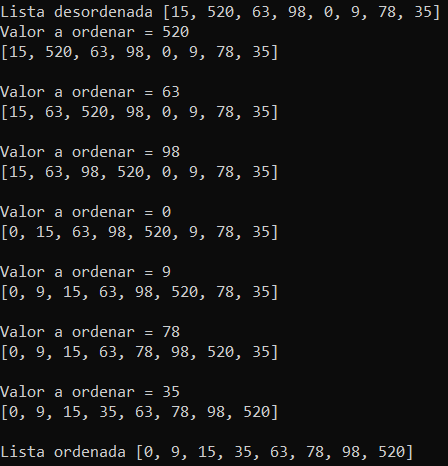 Lista desordenada [15, 520, 63, 98, 0, 9, 78, 35]
Valor a ordenar = 520
[15, 520, 63, 98, 0, 9, 78, 35]
Valor a ordenar = 63
[15, 63, 520, 98, 0, 9, 78, 35]
Valor a ordenar = 98
[15, 63, 98, 520, 0, 9, 78, 35]
Valor a ordenar = 0
[0, 15, 63, 98, 520, 9, 78, 35]
Valor a ordenar = 9
[0, 9, 15, 63, 98, 520, 78, 35]
Valor a ordenar = 78
[0, 9, 15, 63, 78, 98, 520, 35]
Valor a ordenar = 35
[0, 9, 15, 35, 63, 78, 98, 520]
Lista ordenada [0, 9, 15, 35, 63, 78, 98, 520]